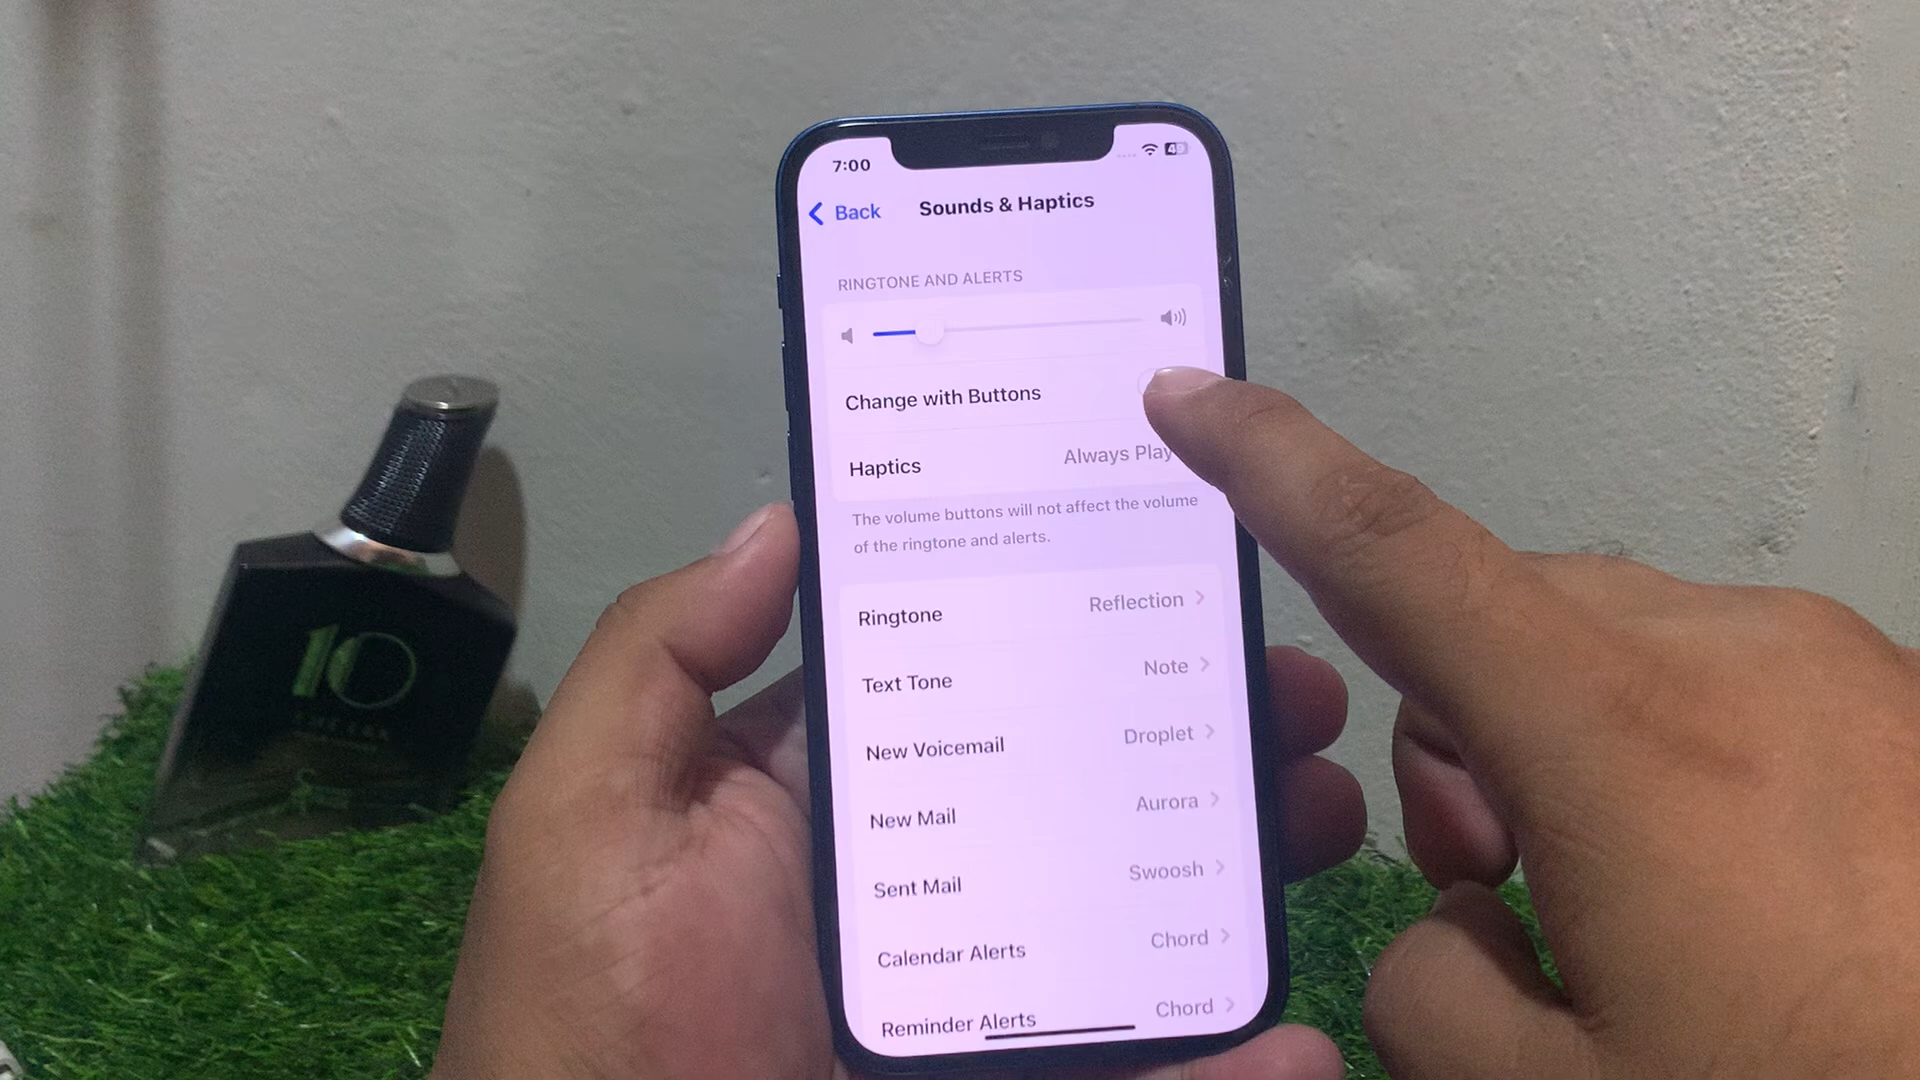 7:00
49
Back
Sounds & Haptics
RINGTONE AND ALERTS
Change with Buttons
Haptics Always Play
The volume buttons will not affect the volume
of the ringtone and alerts.
Ringtone Reflection
Text Tone Note
New Voicemail Droplet
New Mail Aurora
Sent Mail Swoosh
Calendar Alerts Chord
Reminder Alerts Chord
10